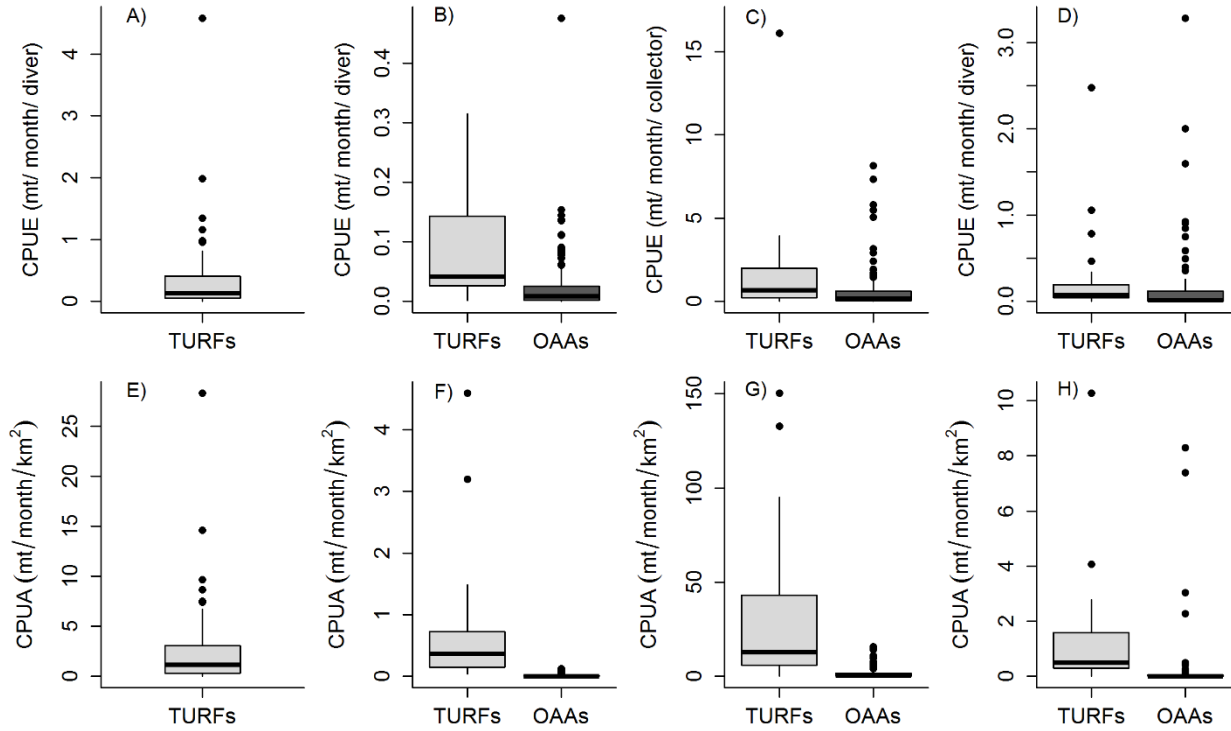 A)
CPUE (mt/ month/ diver)
4
3
2
1
0
TURFs
B)
CPUE (mt/ month/ diver)
0.4
0.3
0.2
0.1
0.0
TURFs OAAs
C)
CPUE (mt/ month/ collector)
15
10
5
0
TURFs OAAs
D)
CPUE (mt/ month/ diver)
3.0
2.0
1.0
0.0
TURFs OAAs
E)
CPUA (mt/month/km²)
25
20
15
10
5
0
TURFs
F)
CPUA (mt/month/km²)
4
3
2
1
0
TURFs OAAs
G)
CPUA (mt/month/km²)
150
100
50
0
TURFs OAAs
H)
CPUA (mt/month/km²)
10
8
6
4
2
0
TURFs OAAs